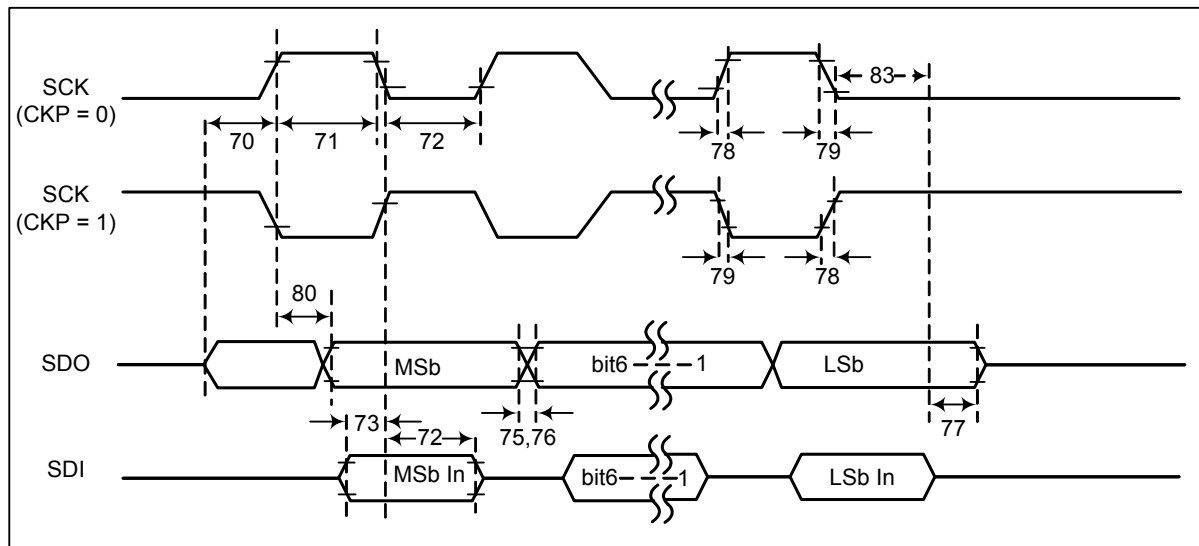 SCK
(CKP = 0)
83
70
71
72
78
79
SCK
(CKP = 1)
79
78
80
SDO
MSb
bit6 - - - - 1
LSb
73
72
75,76
77
SDI
MSb In
bit6 - - - - 1
LSb In